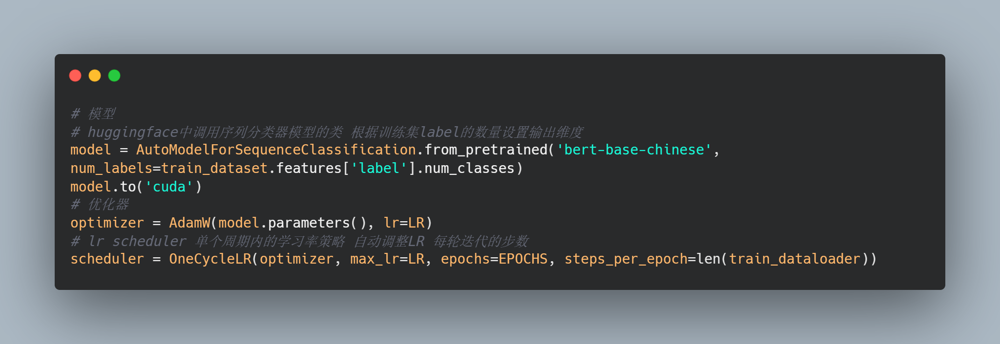 # 模型
# huggingface中调用序列分类器模型的类 根据训练集label的数量设置输出维度
model = AutoModelForSequenceClassification.from_pretrained('bert-base-chinese',
num_labels=train_dataset.features['label'].num_classes)
model.to('cuda')
# 优化器
optimizer = AdamW(model.parameters(), lr=LR)
# lr scheduler 单个周期内的学习率策略 自动调整LR 每轮迭代的步数
scheduler = OneCycleLR(optimizer, max_lr=LR, epochs=EPOCHS, steps_per_epoch=len(train_dataloader))